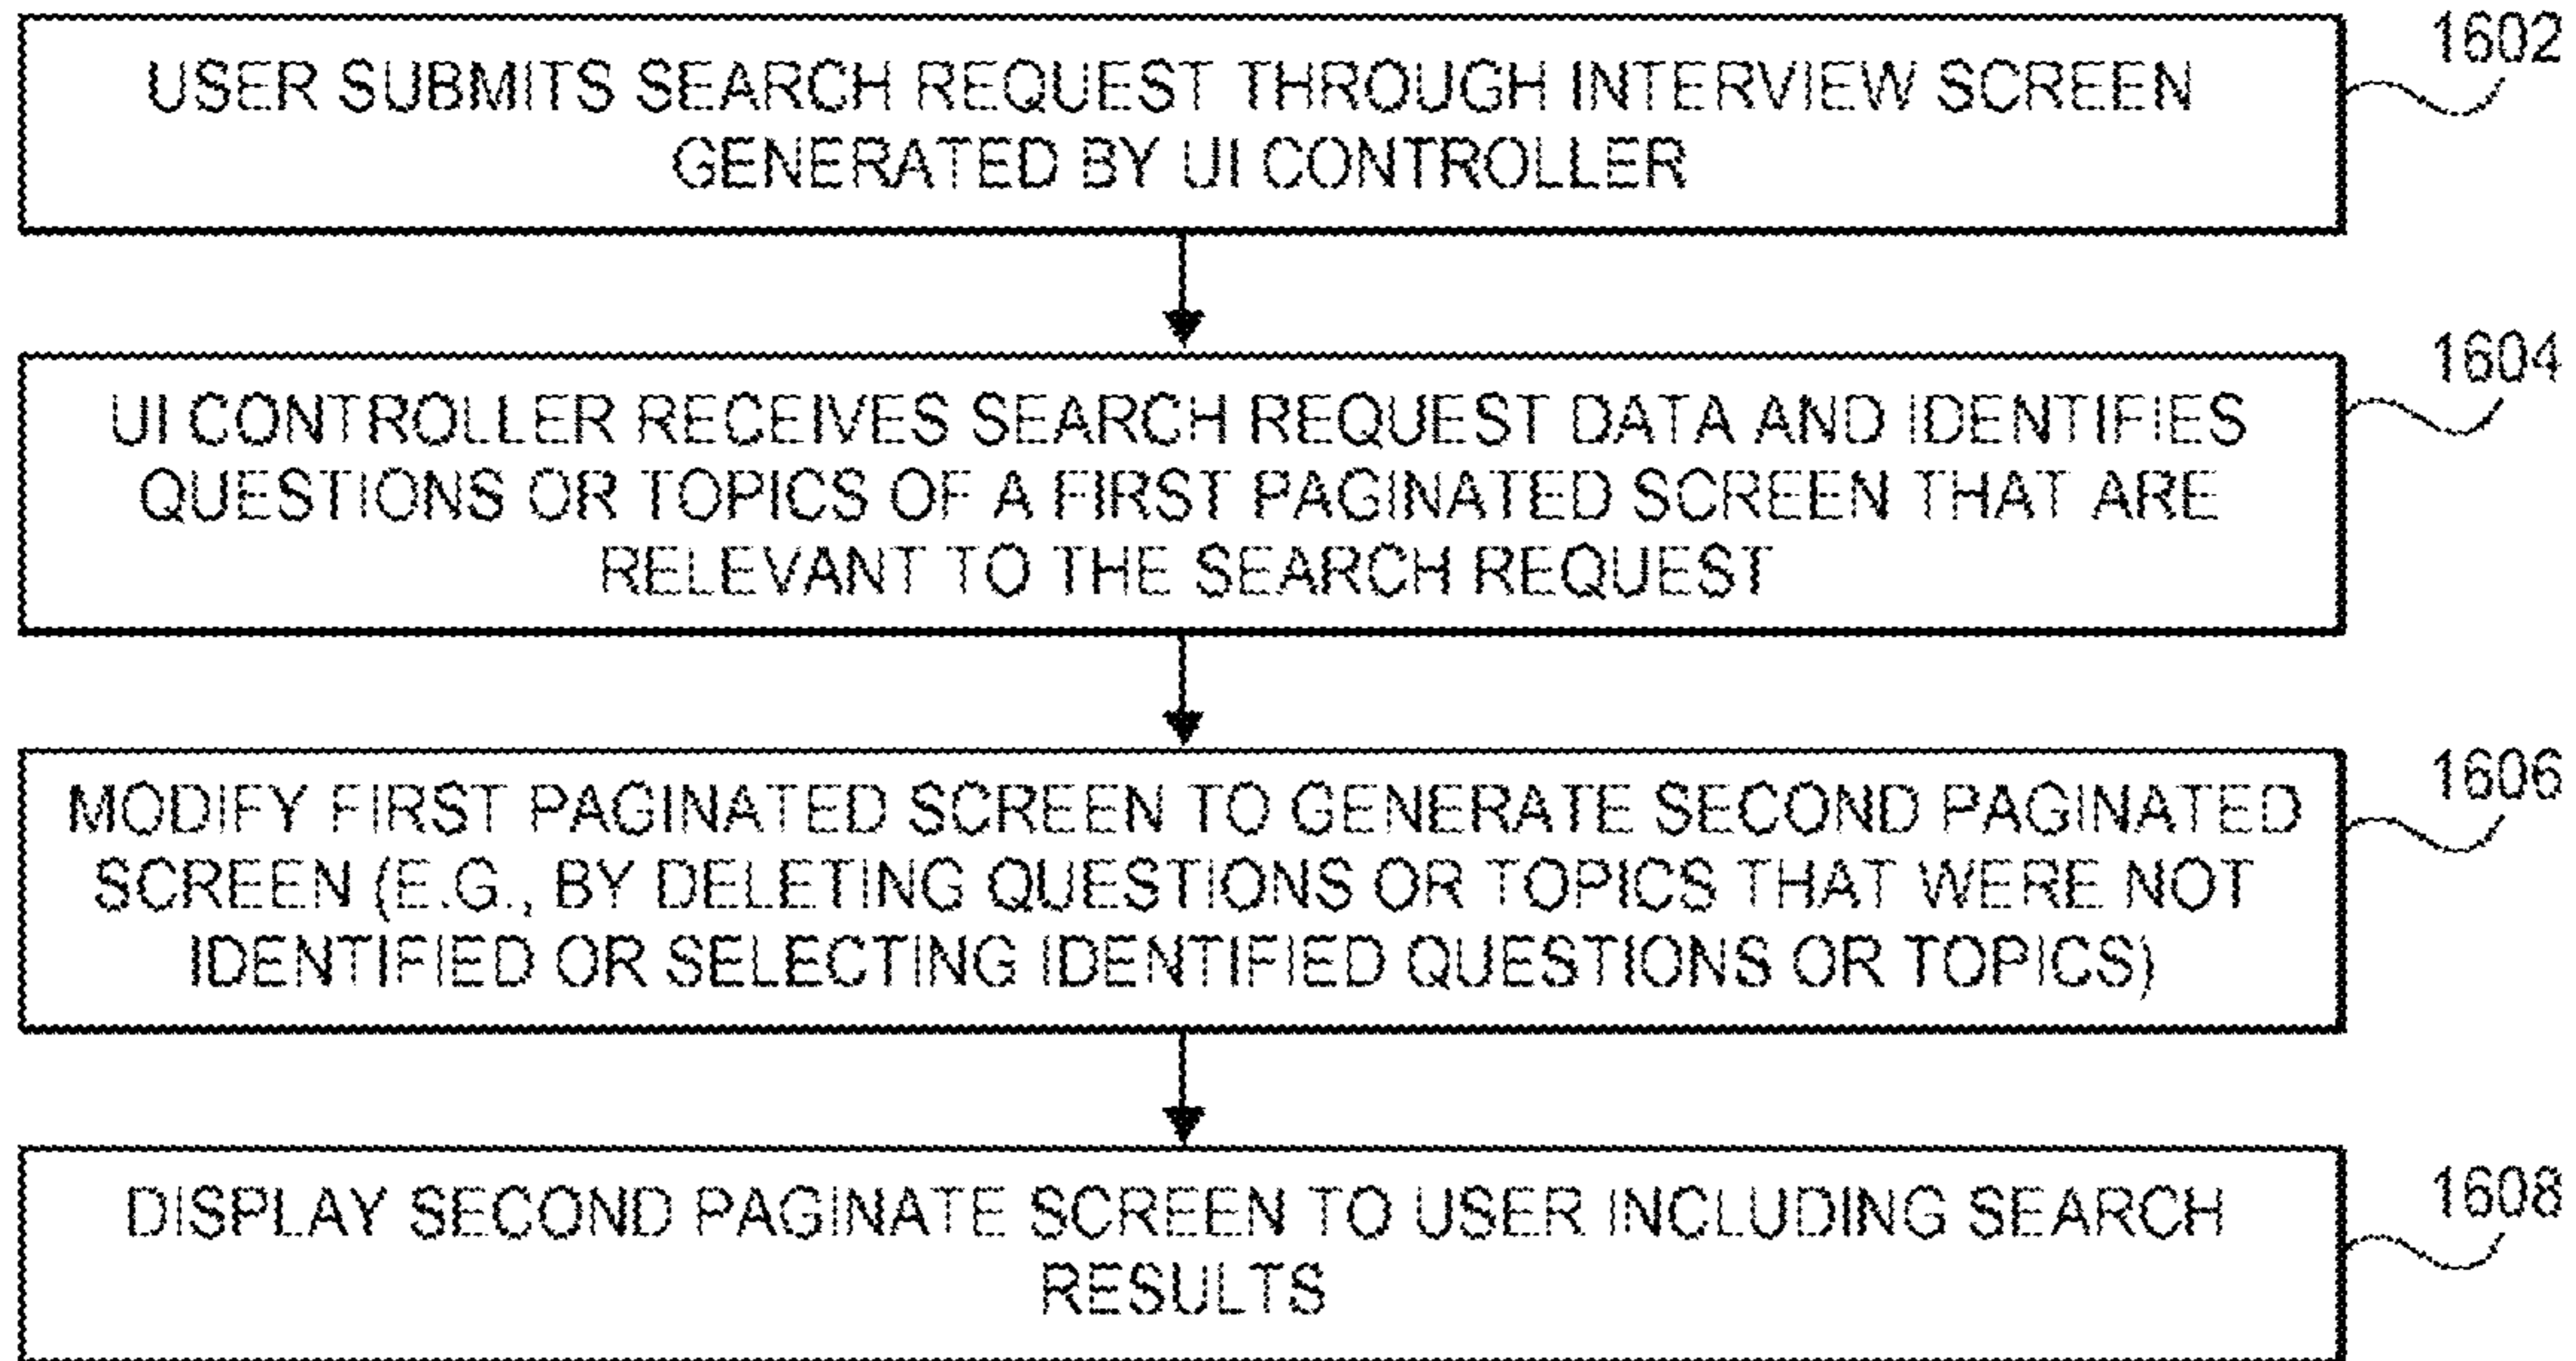 1602
USER SUBMITS SEARCH REQUEST THROUGH INTERVIEW SCREEN
GENERATED BY UI CONTROLLER
1604
UI CONTROLLER RECEIVES SEARCH REQUEST DATA AND IDENTIFIES
QUESTIONS OR TOPICS OF A FIRST PAGINATED SCREEN THAT ARE
RELEVANT TO THE SEARCH REQUEST
1606
MODIFY FIRST PAGINATED SCREEN TO GENERATE SECOND PAGINATED
SCREEN (E.G., BY DELETING QUESTIONS OR TOPICS THAT WERE NOT
IDENTIFIED OR SELECTING IDENTIFIED QUESTIONS OR TOPICS)
1608
DISPLAY SECOND PAGINATE SCREEN TO USER INCLUDING SEARCH
RESULTS